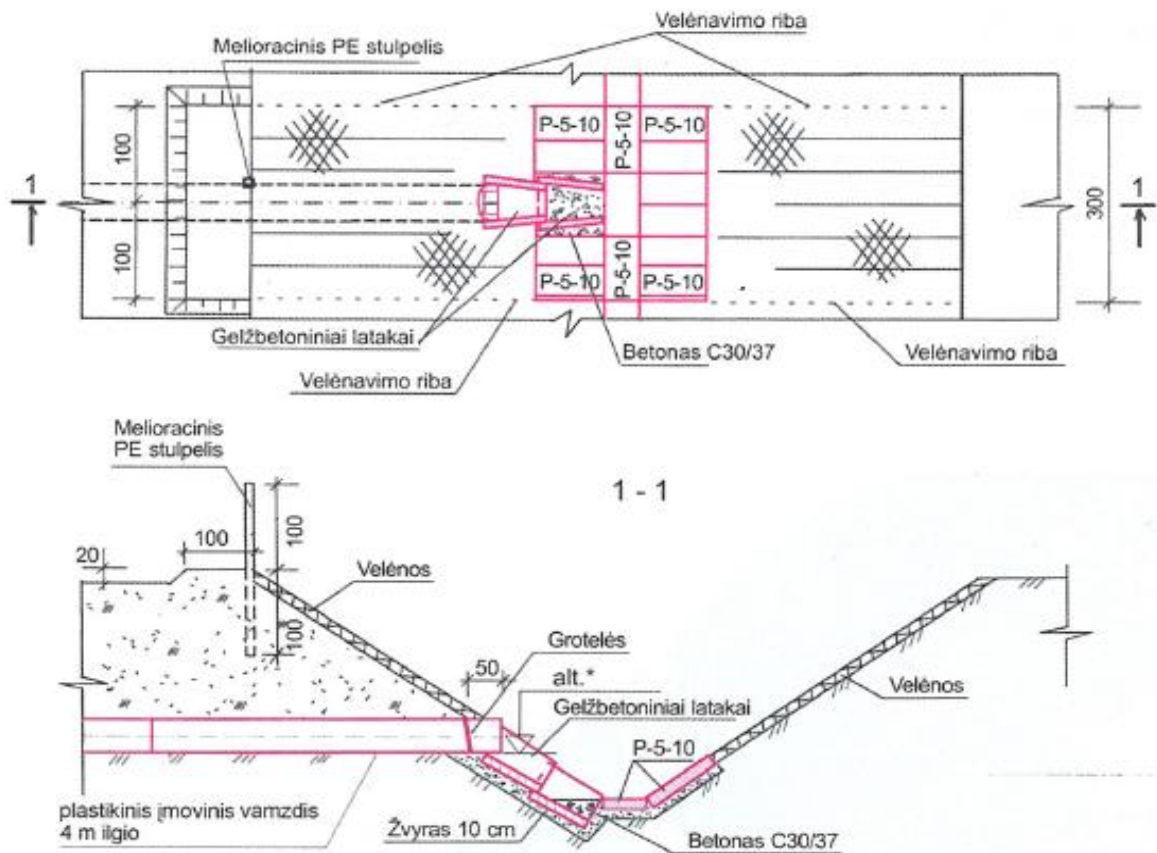 Velėnavimo riba
Melioracinis PE stulpelis
P-5-10
P-5-10
P-5-10
100
1
1
300
100
P-5-10
P-5-10
P-5-10
Gelžbetoniniai latakai
Betonas C30/37
Velėnavimo riba
Velėnavimo riba
Melioracinis
PE stulpelis
1 - 1
100
100
20
Velėnos
100
Grotelės
50
alt.*
Gelžbetoniniai latakai
Velėnos
P-5-10
plastikinis įmovinis vamzdis
4 m ilgio
Žvyras 10 cm
Betonas C30/37